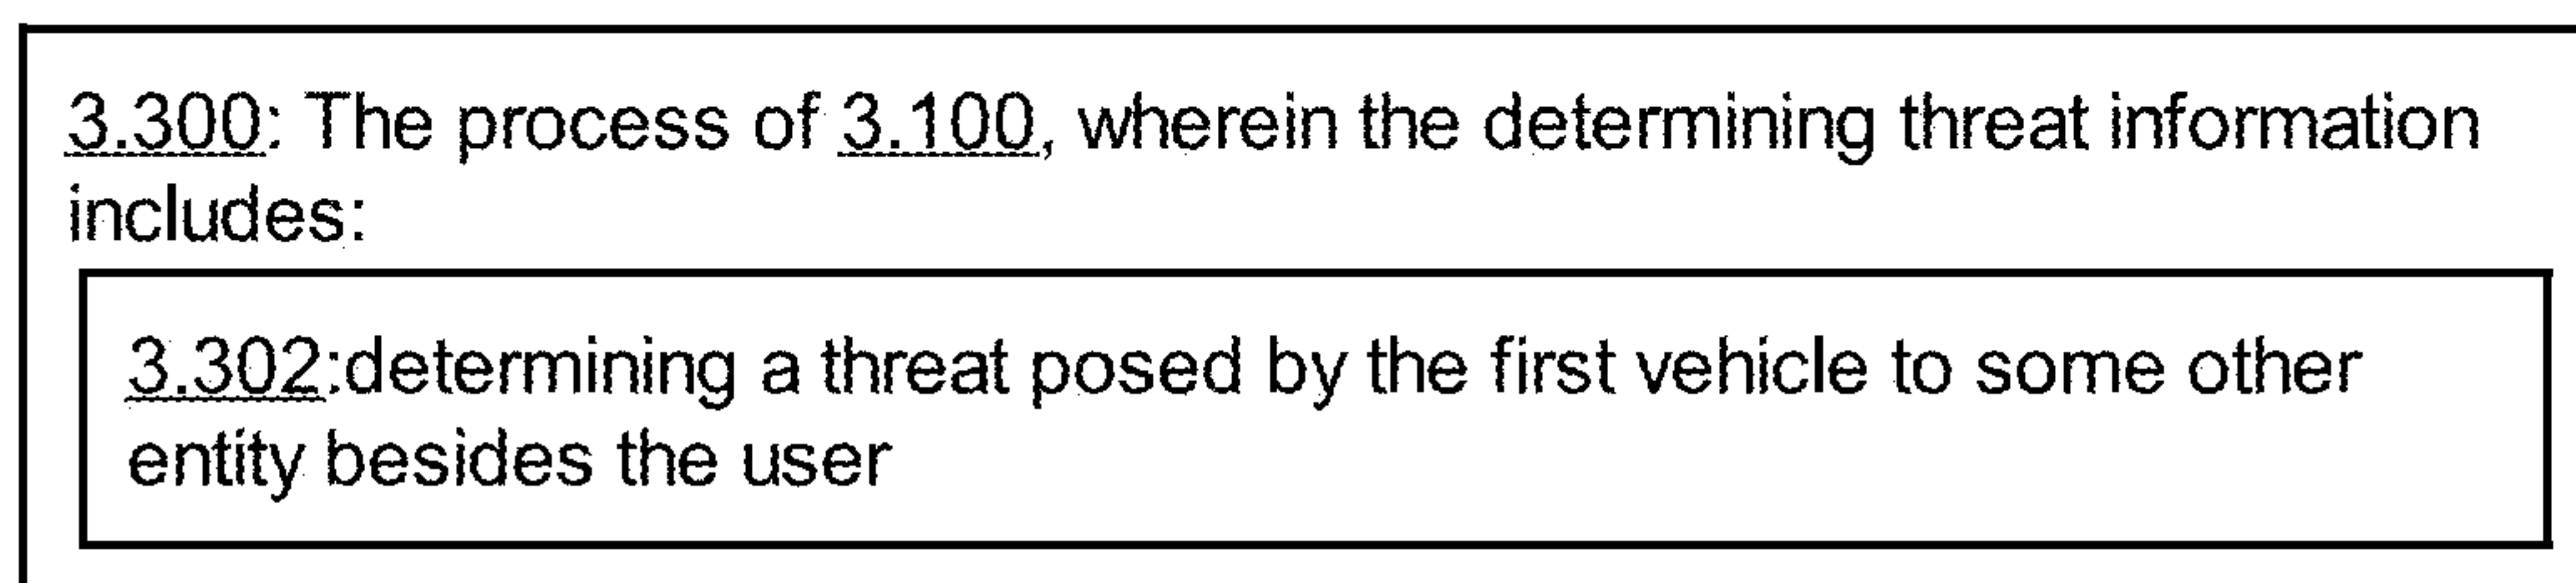 3.300: The process of 3.100, wherein the determining threat information
includes:
3.302:determining a threat posed by the first vehicle to some other
entity besides the user